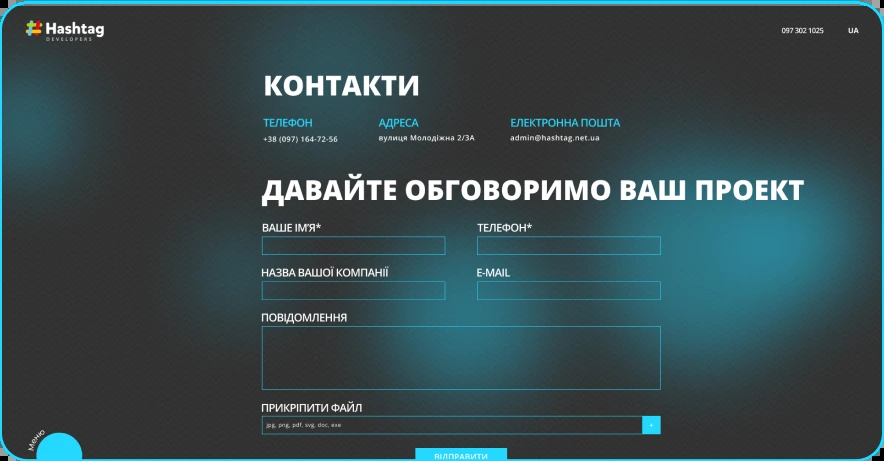 Hashtag
DEVELOPERS
097 302 1025
UA
КОНТАКТИ
ТЕЛЕФОН
АДРЕСА
ЕЛЕКТРОННА ПОШТА
+38 (097) 164-72-56
вулиця Молодіжна 2/3А
admin@hashtag.net.ua
ДАВАЙТЕ ОБГОВОРИМО ВАШ ПРОЕКТ
ВАШЕ ІМ'Я*
ТЕЛЕФОН*
НАЗВА ВАШОЇ КОМПАНІЇ
E-MAIL
ПОВІДОМЛЕННЯ
ПРИКРІПИТИ ФАЙЛ
jpg, png, pdf, svg, doc, exe
+
Меню
ВІДПРАВИТИ